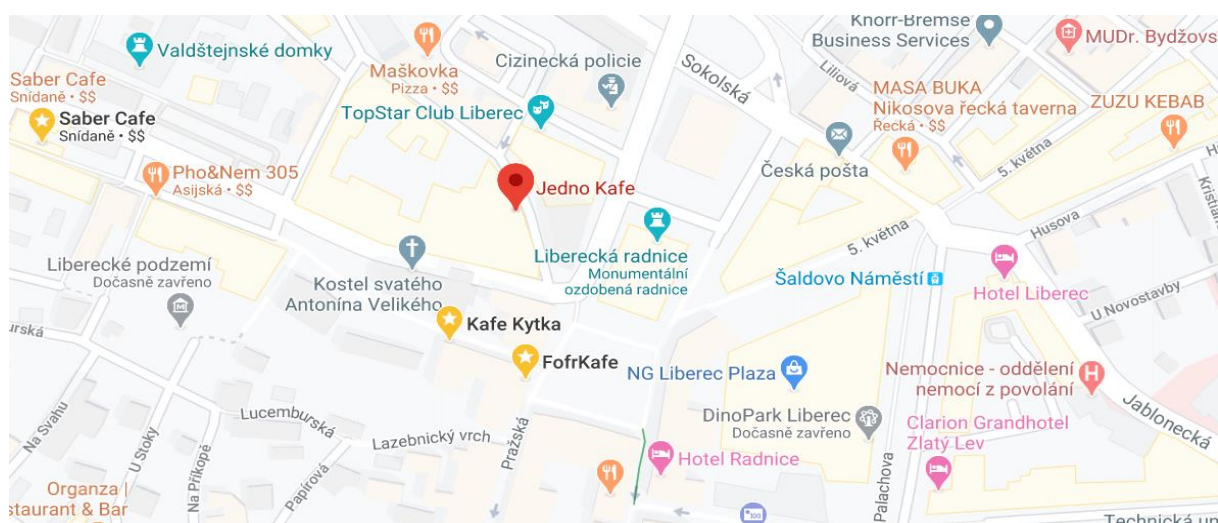 Knorr-Bremse
Business Services
MUDr. Bydžovs
Valdštejnské domky
Maškovka
Pizza • $$
Cizinecká policie
Sokolská
Liliová
Saber Cafe
Snídaně • $$
Saber Cafe
Snídaně • $$
TopStar Club Liberec
MASA BUKA
Nikosova řecká taverna
Řecká • $$
ZUZU KEBAB
Pho&Nem 305
Asijská • $$
Jedno Kafe
Česká pošta
5. května
Husova
Kristián
Liberecké podzemí
Dočasně zavřeno
Kostel svatého
Antonína Velikého
Liberecká radnice
Monumentální
ozdobená radnice
5. května
Šaldovo Náměstí
Hotel Liberec
U Novostavby
urská
Kafe Kytka
FofrKafe
NG Liberec Plaza
Nemocnice - oddělení
nemocí z povolání
Jablonecká
Na Svahu
U Stoky
Na Příkopě
Lucemburská
Papírová
Lazebnický vrch
Pražská
DinoPark Liberec
Dočasně zavřeno
Clarion Grandhotel
Zlatý Lev
Hotel Radnice
Palachova
Organza |
staurant & Bar
Technická un